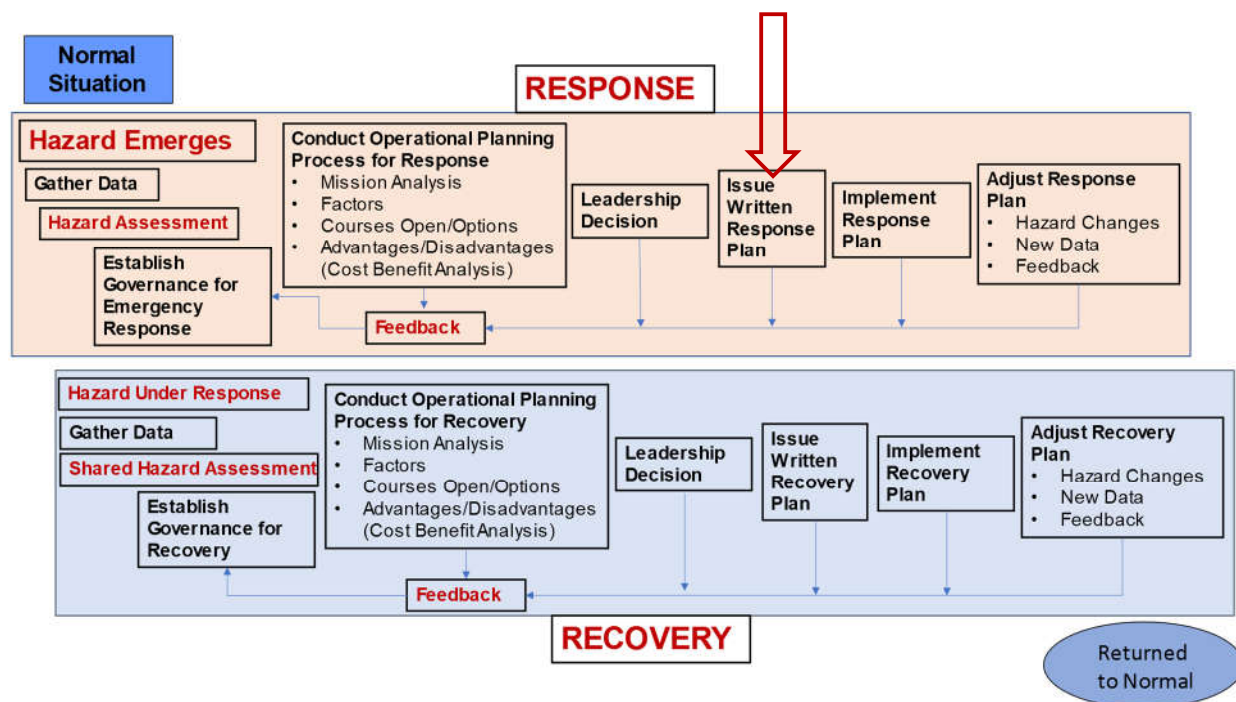 Normal
Situation
RESPONSE
Hazard Emerges
Gather Data
Hazard Assessment
Establish
Governance for
Emergency
Response
Conduct Operational Planning
Process for Response
• Mission Analysis
• Factors
• Courses Open/Options
• Advantages/Disadvantages
(Cost Benefit Analysis)
Leadership
Decision
Issue
Written
Response
Plan
Implement
Response
Plan
Adjust Response
Plan
• Hazard Changes
• New Data
• Feedback
Feedback
Hazard Under Response
Gather Data
Shared Hazard Assessment
Establish
Governance for
Recovery
Conduct Operational Planning
Process for Recovery
• Mission Analysis
• Factors
• Courses Open/Options
• Advantages/Disadvantages
(Cost Benefit Analysis)
Leadership
Decision
Issue
Written
Recovery
Plan
Implement
Recovery
Plan
Adjust Recovery
Plan
• Hazard Changes
• New Data
• Feedback
Feedback
RECOVERY
Returned
to Normal